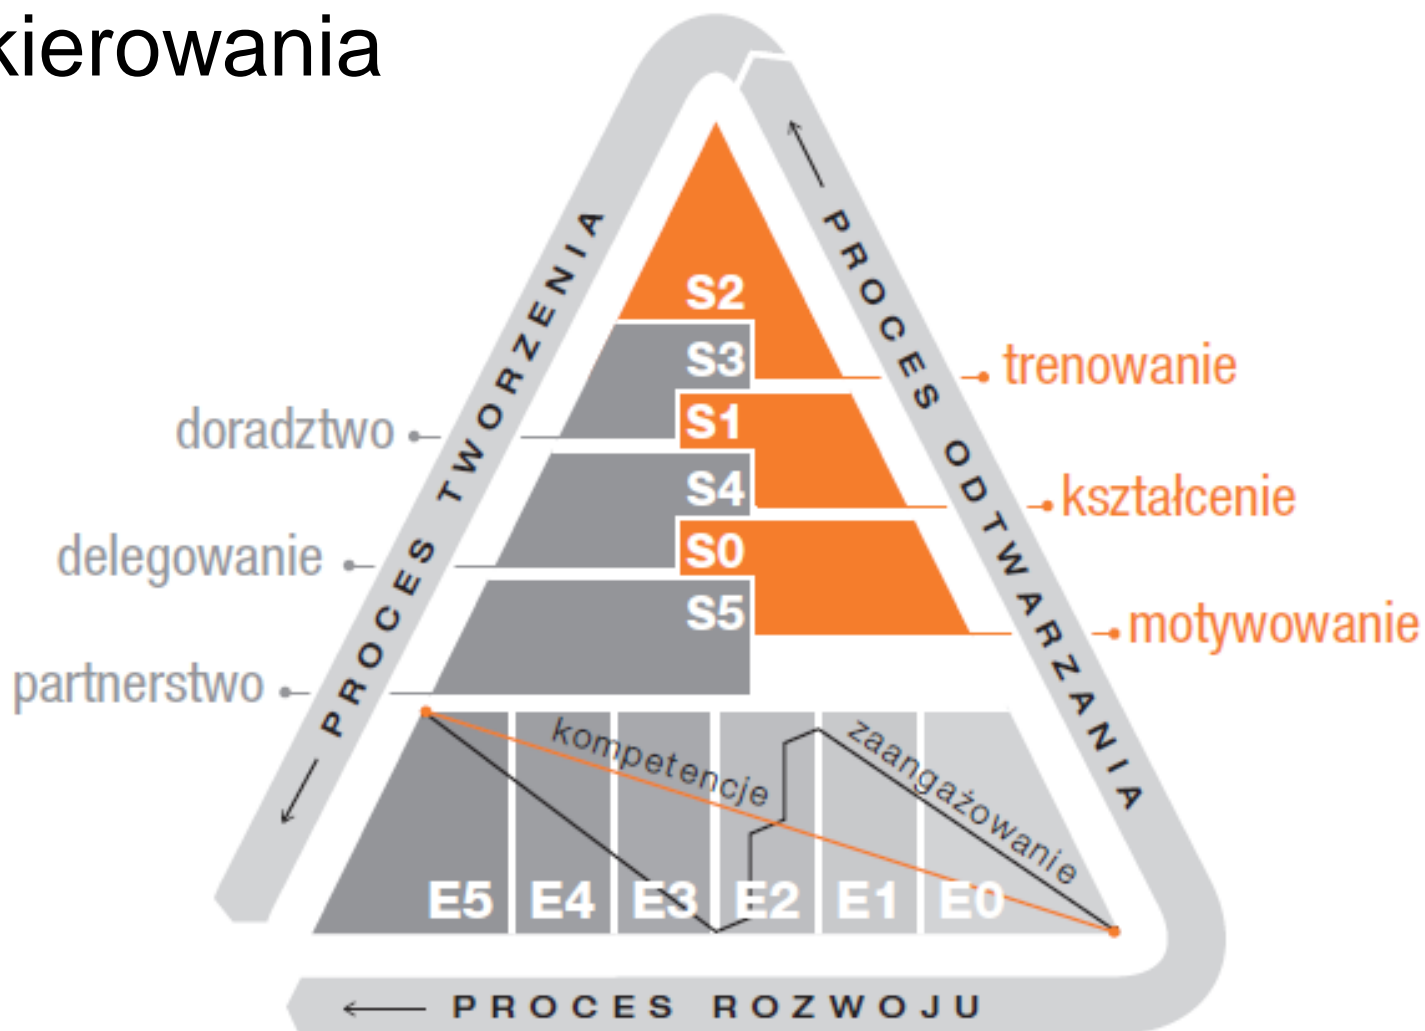 kierowania
PROCES TWORZENIA
PROCES ODTWARZANIA
S2
S3
trenowanie
S1
doradztwo
S4
kształcenie
delegowanie
S0
S5
motywowanie
partnerstwo
kompetencje
zaangażowanie
E5 E4 E3 E2 E1 E0
PROCES ROZWOJU